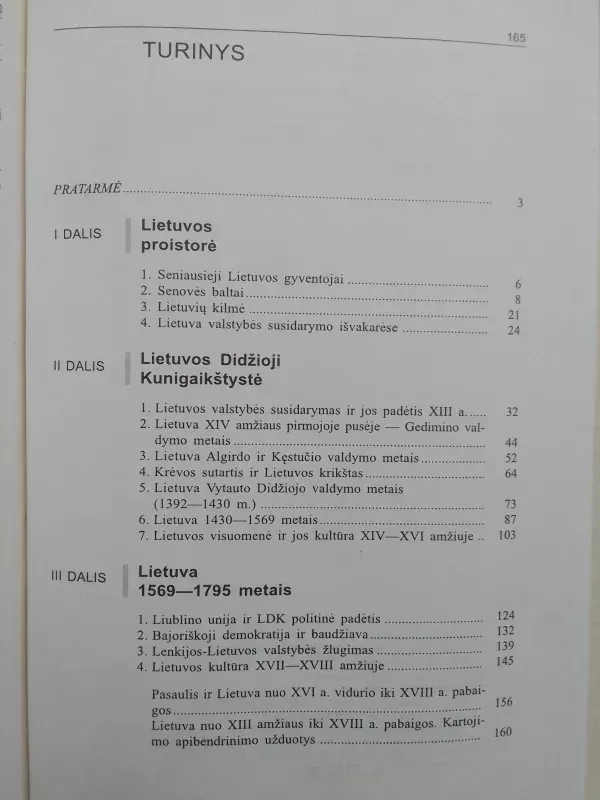 165
TURINYS
PRATARMĖ 3
I DALIS
Lietuvos
proistorė
1. Seniausieji Lietuvos gyventojai 6
2. Senovės baltai 8
3. Lietuvių kilmė 21
4. Lietuva valstybės susidarymo išvakarėse 24
II DALIS
Lietuvos Didžioji
Kunigaikštystė
1. Lietuvos valstybės susidarymas ir jos padėtis XIII a. 32
2. Lietuva XIV amžiaus pirmojoje pusėje — Gedimino val-
dymo metais 44
3. Lietuva Algirdo ir Kęstučio valdymo metais 52
4. Krėvos sutartis ir Lietuvos krikštas 64
5. Lietuva Vytauto Didžiojo valdymo metais
(1392—1430 m.) 73
6. Lietuva 1430—1569 metais 87
7. Lietuvos visuomenė ir jos kultūra XIV—XVI amžiuje 103
III DALIS
Lietuva
1569—1795 metais
1. Liublino unija ir LDK politinė padėtis 124
2. Bajoriškoji demokratija ir baudžiava 132
3. Lenkijos-Lietuvos valstybės žlugimas 139
4. Lietuvos kultūra XVII—XVIII amžiuje 145
Pasaulis ir Lietuva nuo XVI a. vidurio iki XVIII a. pabai-
gos 156
Lietuva nuo XIII amžiaus iki XVIII a. pabaigos. Kartoji-
mo apibendrinimo užduotys 160